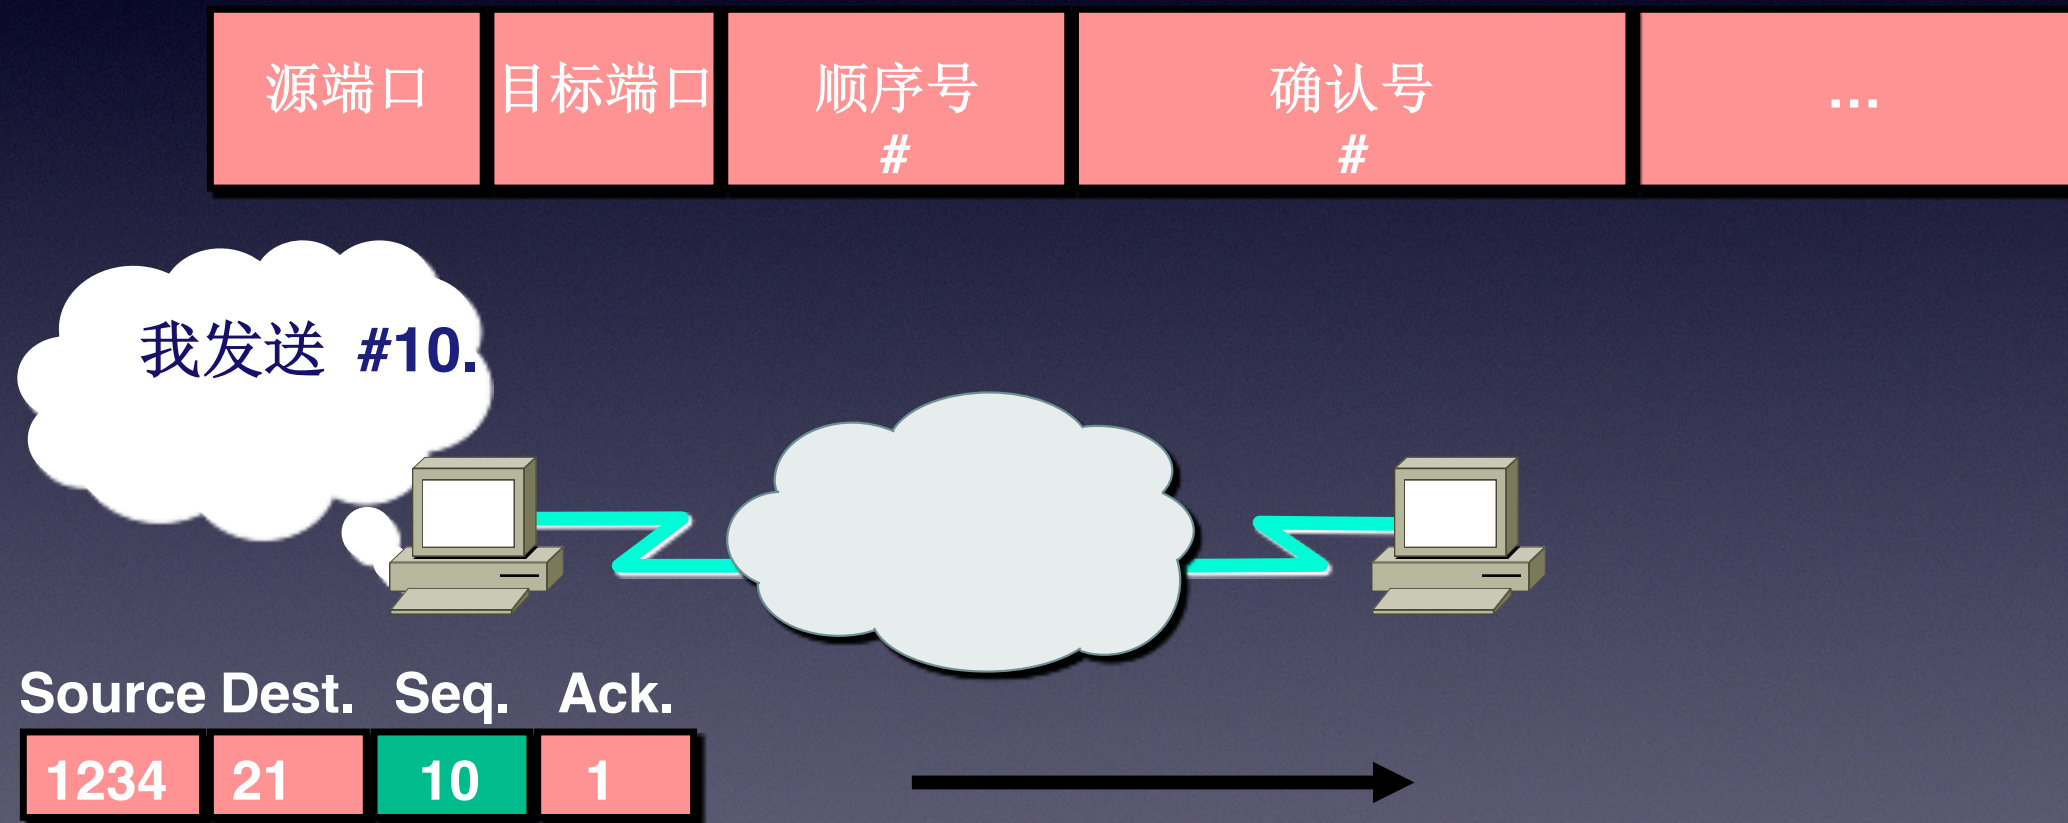 源端口 目标端口 顺序号 确认号 ...
# #
我发送 #10.
Source Dest. Seq. Ack.
1234 21 10 1